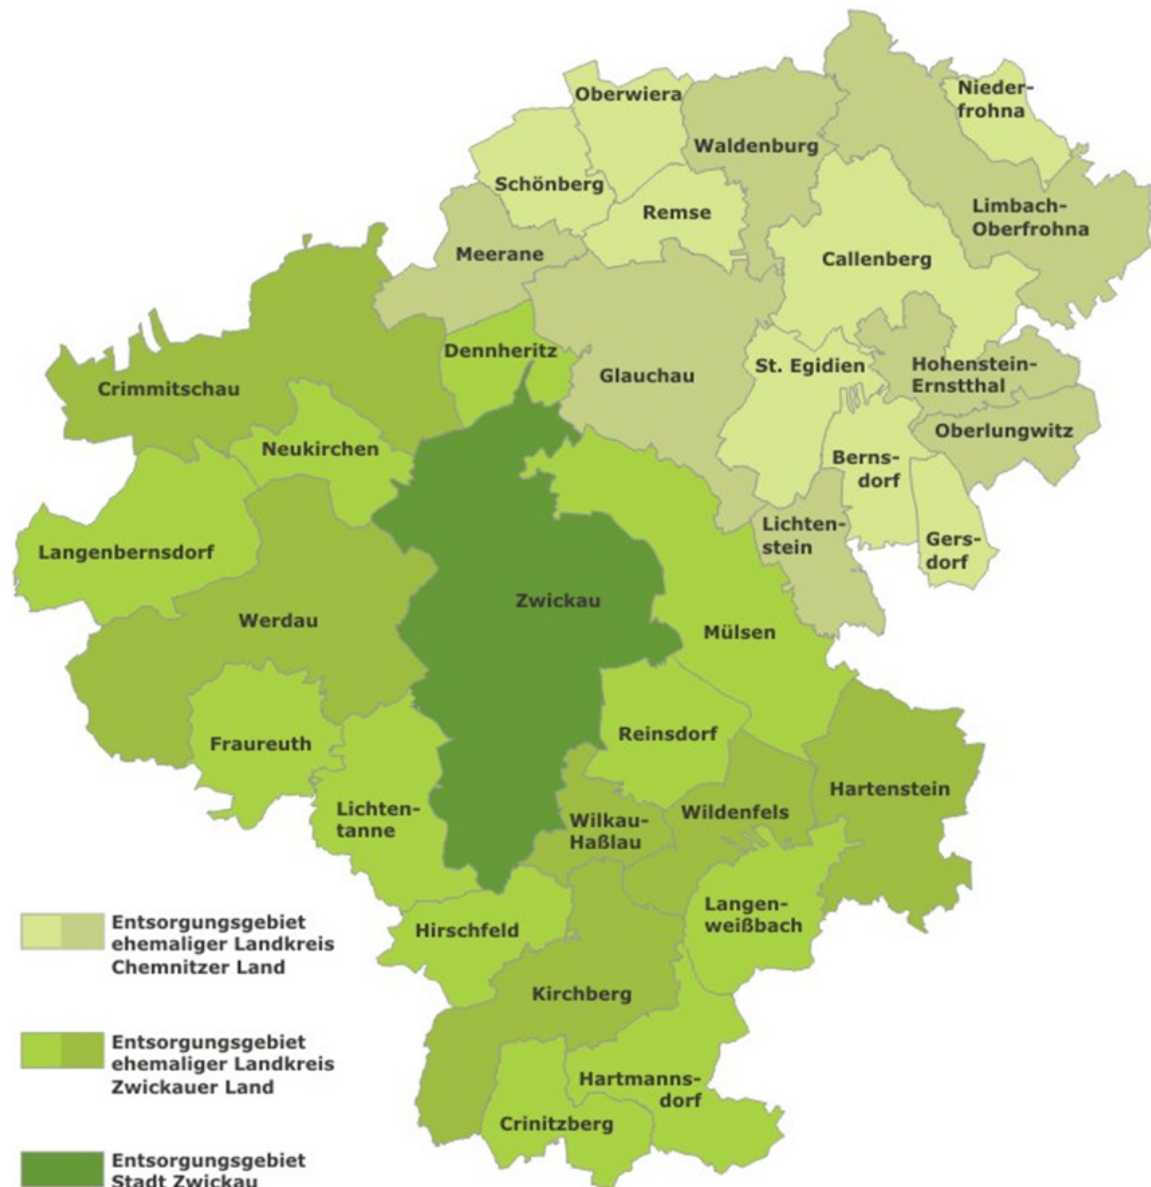 Oberwiera
Nieder-
frohna
Waldenburg
Schönberg
Remse
Limbach-
Oberfrohna
Meerane
Callenberg
Dennheritz
Glauchau
St. Egidien
Hohenstein-
Ernstthal
Crimmitschau
Neukirchen
Oberlungwitz
Berns-
dorf
Langenbernsdorf
Lichten-
stein
Gers-
dorf
Zwickau
Werdau
Mülsen
Fraureuth
Reinsdorf
Hartenstein
Lichten-
tanne
Wilkau-
Haßlau
Wildenfels
Langen-
weißbach
Hirschfeld
Kirchberg
Hartmanns-
dorf
Crinitzberg
Entsorgungsgebiet
ehemaliger Landkreis
Chemnitzer Land
Entsorgungsgebiet
ehemaliger Landkreis
Zwickauer Land
Entsorgungsgebiet
Stadt Zwickau